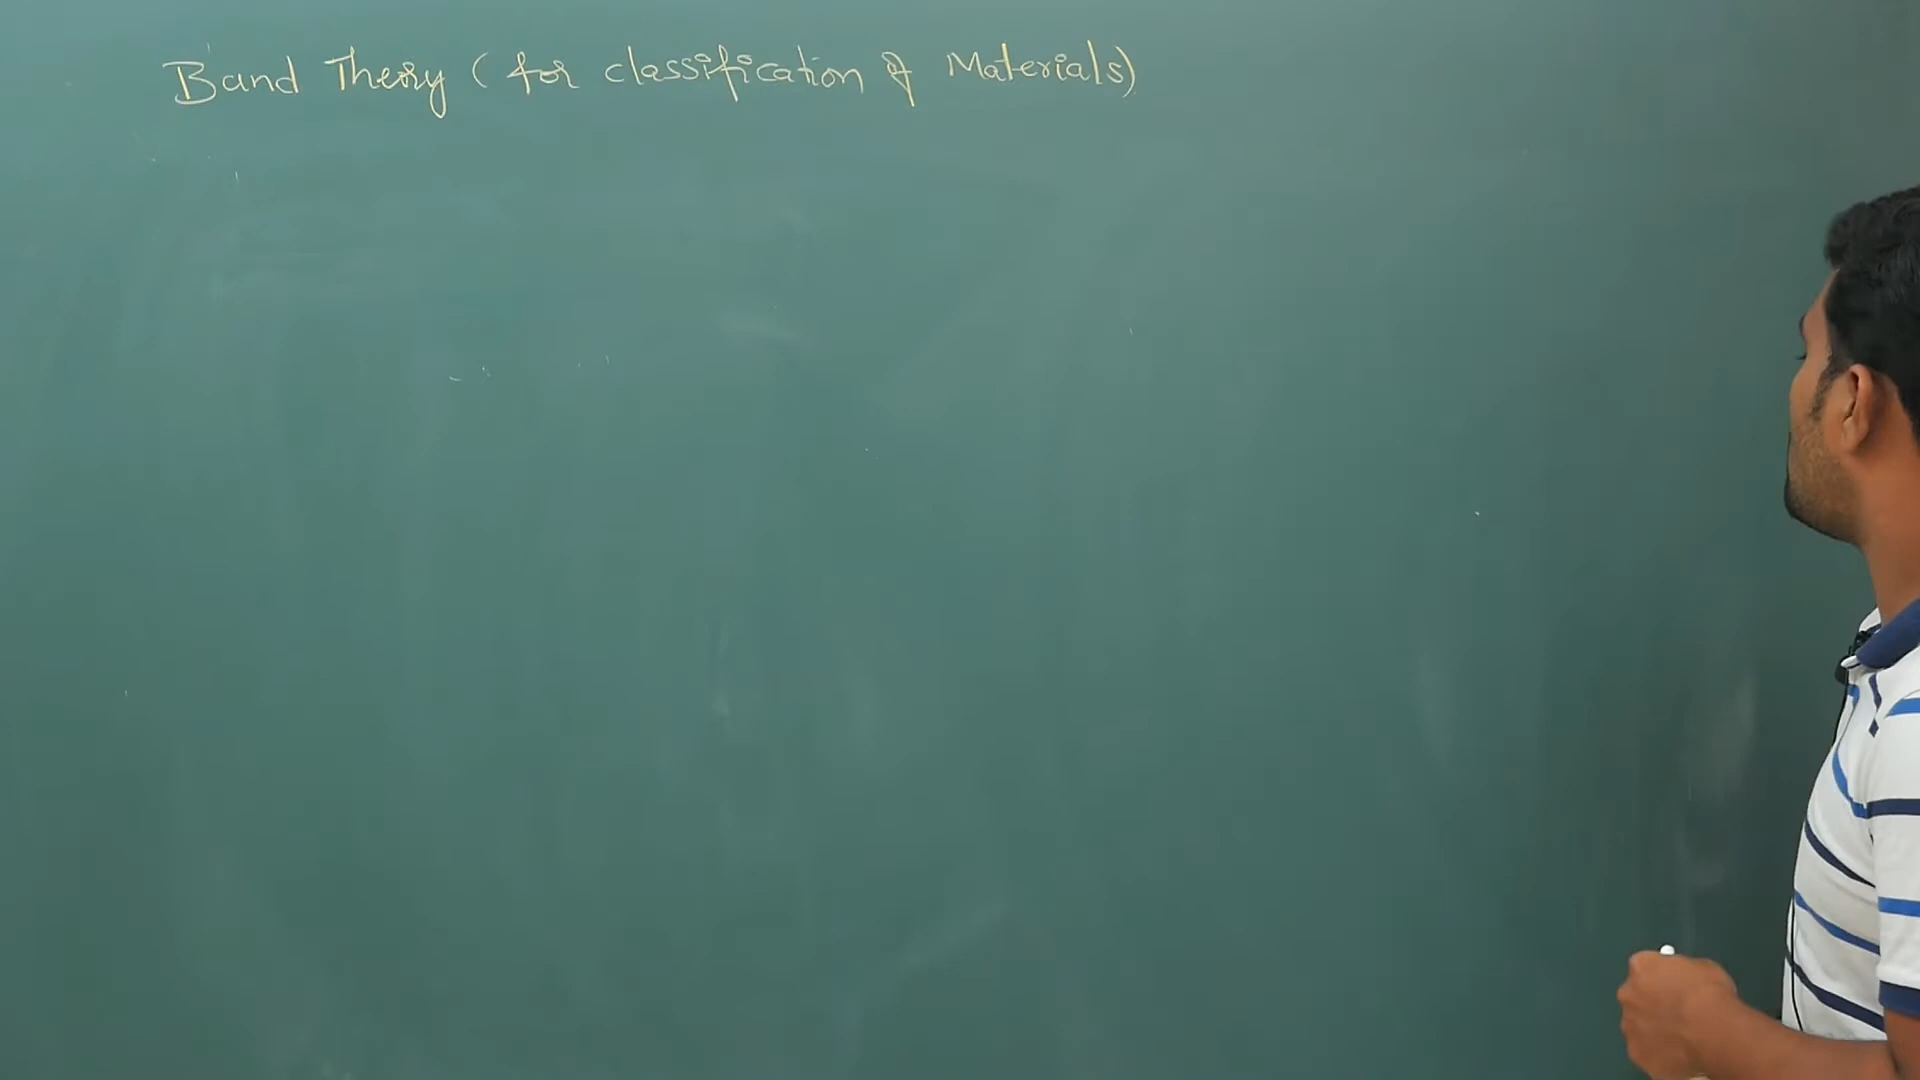 Band Theory ( for classification of Materials)